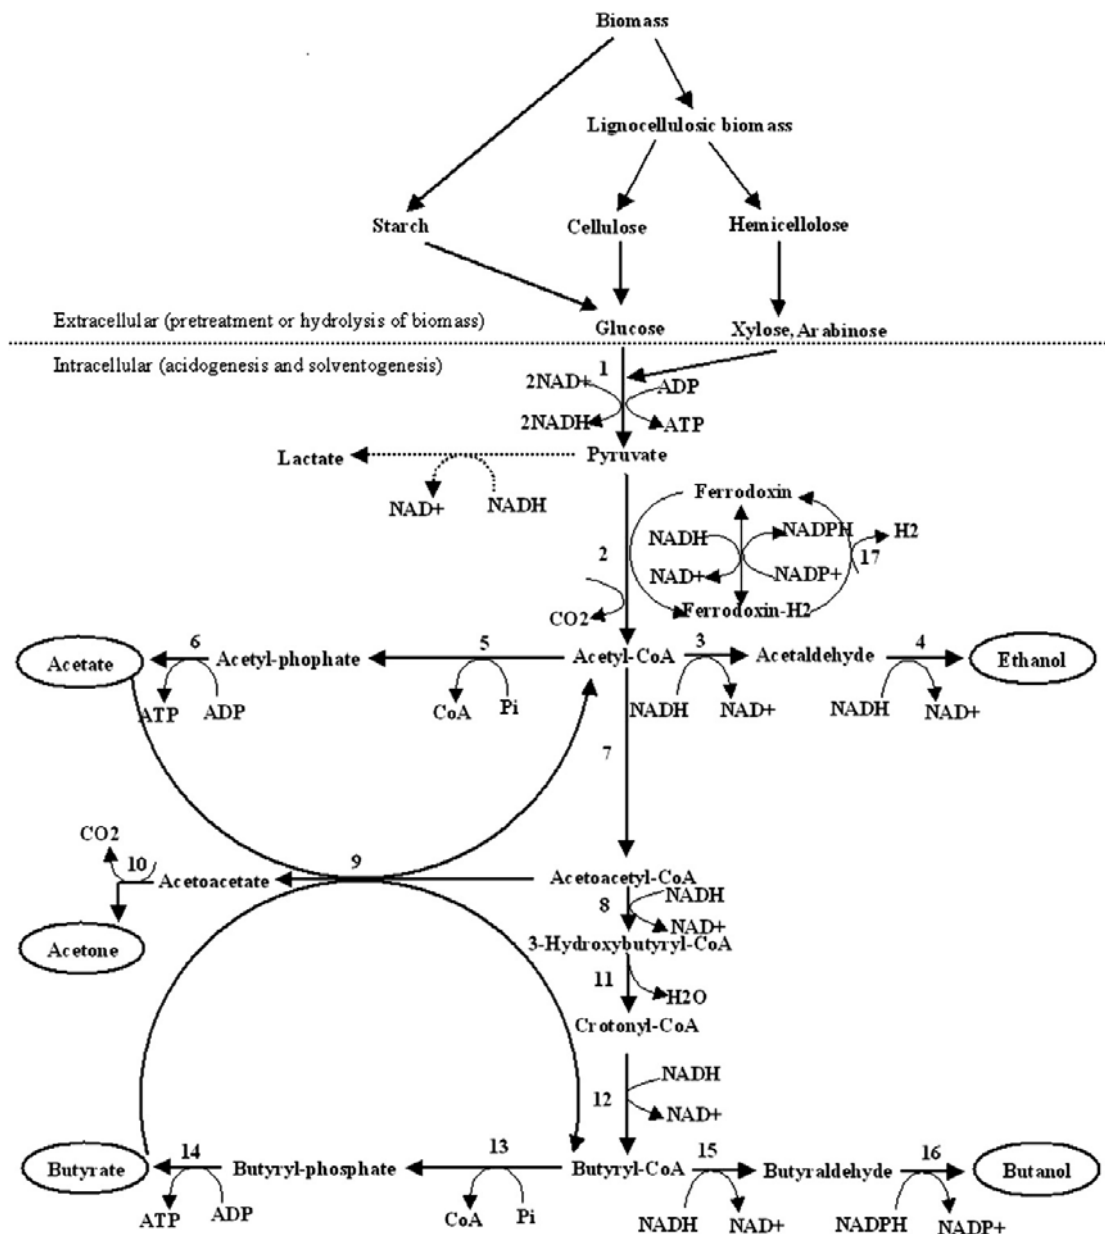 Biomass
Lignocellulosic biomass
Starch
Cellulose
Hemicellolose
Extracellular (pretreatment or hydrolysis of biomass)
Glucose
Xylose, Arabinose
Intracellular (acidogenesis and solventogenesis)
1
2NAD+
ADP
2NADH
ATP
Lactate
Pyruvate
NAD+
NADH
Ferrodoxin
2
NADH
NADPH
H2
17
NAD+
NADP+
CO2
Ferrodoxin-H2
Acetate
6
Acetyl-phophate
5
Acetyl-CoA
3
Acetaldehyde
4
Ethanol
ATP
ADP
CoA
Pi
NADH
NAD+
NADH
NAD+
7
CO2
10
Acetoacetate
9
Acetoacetyl-CoA
8
NADH
NAD+
Acetone
3-Hydroxybutyryl-CoA
11
H2O
Crotonyl-CoA
12
NADH
NAD+
Butyrate
14
Butyryl-phosphate
13
Butyryl-CoA
15
Butyraldehyde
16
Butanol
ATP
ADP
CoA
Pi
NADH
NAD+
NADPH
NADP+